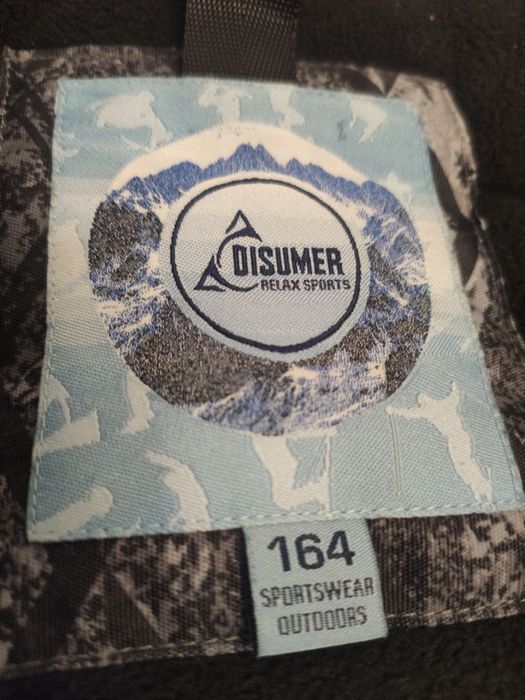 DISUMER
RELAX SPORTS
164
SPORTSWEAR
OUTDOORS